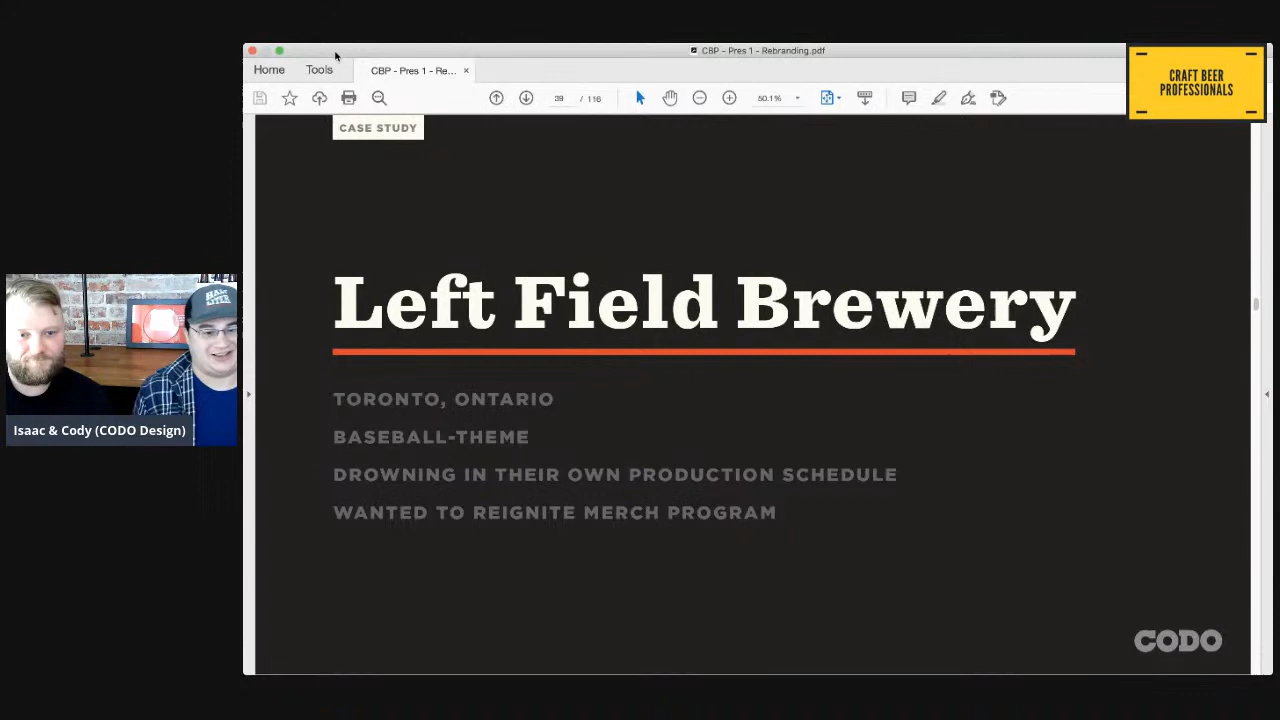 CBP - Pres 1 - Rebranding.pdf
Home
Tools
CBP - Pres 1 - Re...
×
39 / 116
50.1%
CRAFT BEER
PROFESSIONALS
CASE STUDY
Left Field Brewery
TORONTO, ONTARIO
BASEBALL-THEME
DROWNING IN THEIR OWN PRODUCTION SCHEDULE
WANTED TO REIGNITE MERCH PROGRAM
Isaac & Cody (CODO Design)
CODO